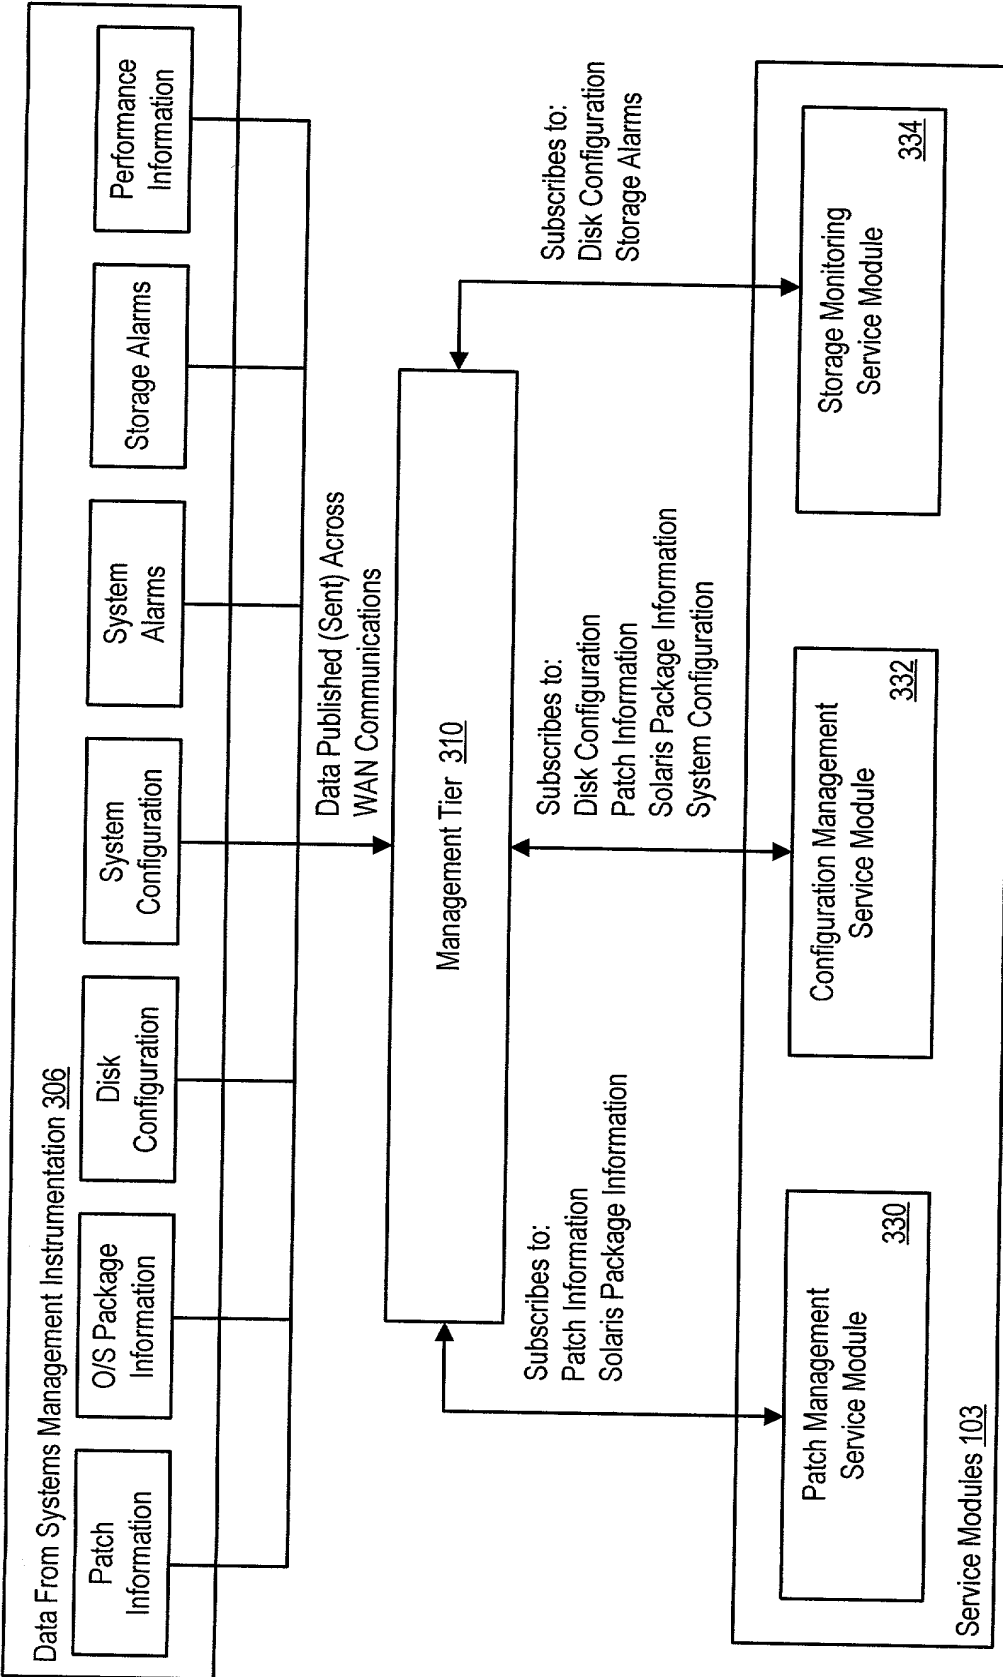 Data From Systems Management Instrumentation 306
Patch
Information
O/S Package
Information
Disk
Configuration
System
Configuration
System
Alarms
Storage Alarms
Performance
Information
Data Published (Sent) Across
WAN Communications
Management Tier 310
Subscribes to:
Patch Information
Solaris Package Information
Subscribes to:
Disk Configuration
Patch Information
Solaris Package Information
System Configuration
Subscribes to:
Disk Configuration
Storage Alarms
Patch Management
Service Module
330
Configuration Management
Service Module
332
Storage Monitoring
Service Module
334
Service Modules 103